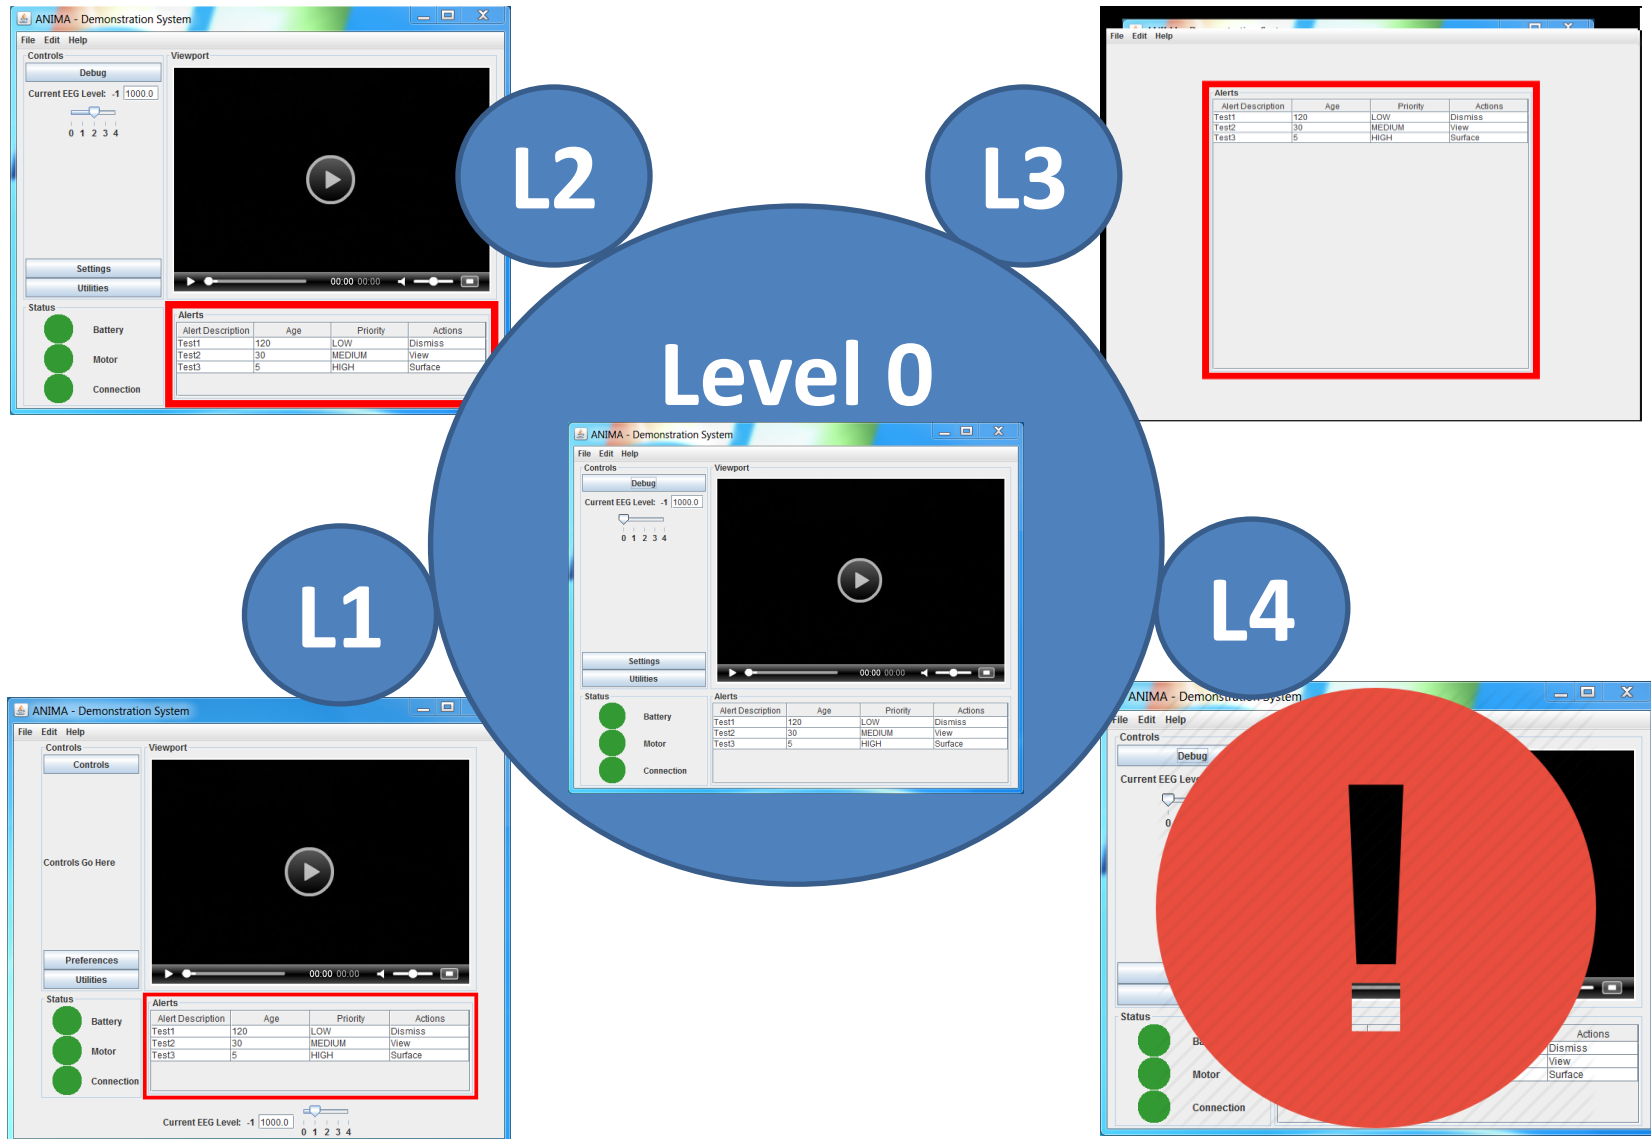 ANIMA - Demonstration System
File Edit Help
Controls
Viewport
Debug
Current EEG Level: -1 1000.0
0 1 2 3 4
Settings
Utilities
00:00 00:00
Status
Battery
Motor
Connection
Alerts
Alert Description Age Priority Actions
Test1 120 LOW Dismiss
Test2 30 MEDIUM View
Test3 5 HIGH Surface
L2
L3
File Edit Help
Alerts
Alert Description Age Priority Actions
Test1 120 LOW Dismiss
Test2 30 MEDIUM View
Test3 5 HIGH Surface
Level 0
ANIMA - Demonstration System
File Edit Help
Controls
Viewport
Debug
Current EEG Level: -1 1000.0
0 1 2 3 4
Settings
Utilities
00:00 00:00
Status
Battery
Motor
Connection
Alerts
Alert Description Age Priority Actions
Test1 120 LOW Dismiss
Test2 30 MEDIUM View
Test3 5 HIGH Surface
L1
L4
ANIMA - Demonstration System
File Edit Help
Controls
Viewport
Controls
Controls Go Here
Preferences
Utilities
00:00 00:00
Status
Battery
Motor
Connection
Alerts
Alert Description Age Priority Actions
Test1 120 LOW Dismiss
Test2 30 MEDIUM View
Test3 5 HIGH Surface
Current EEG Level: -1 1000.0
0 1 2 3 4
ANIMA - Demonstration System
File Edit Help
Controls
Debug
Current EEG
0
!
Status
Motor
Connection
Actions
Dismiss
View
Surface